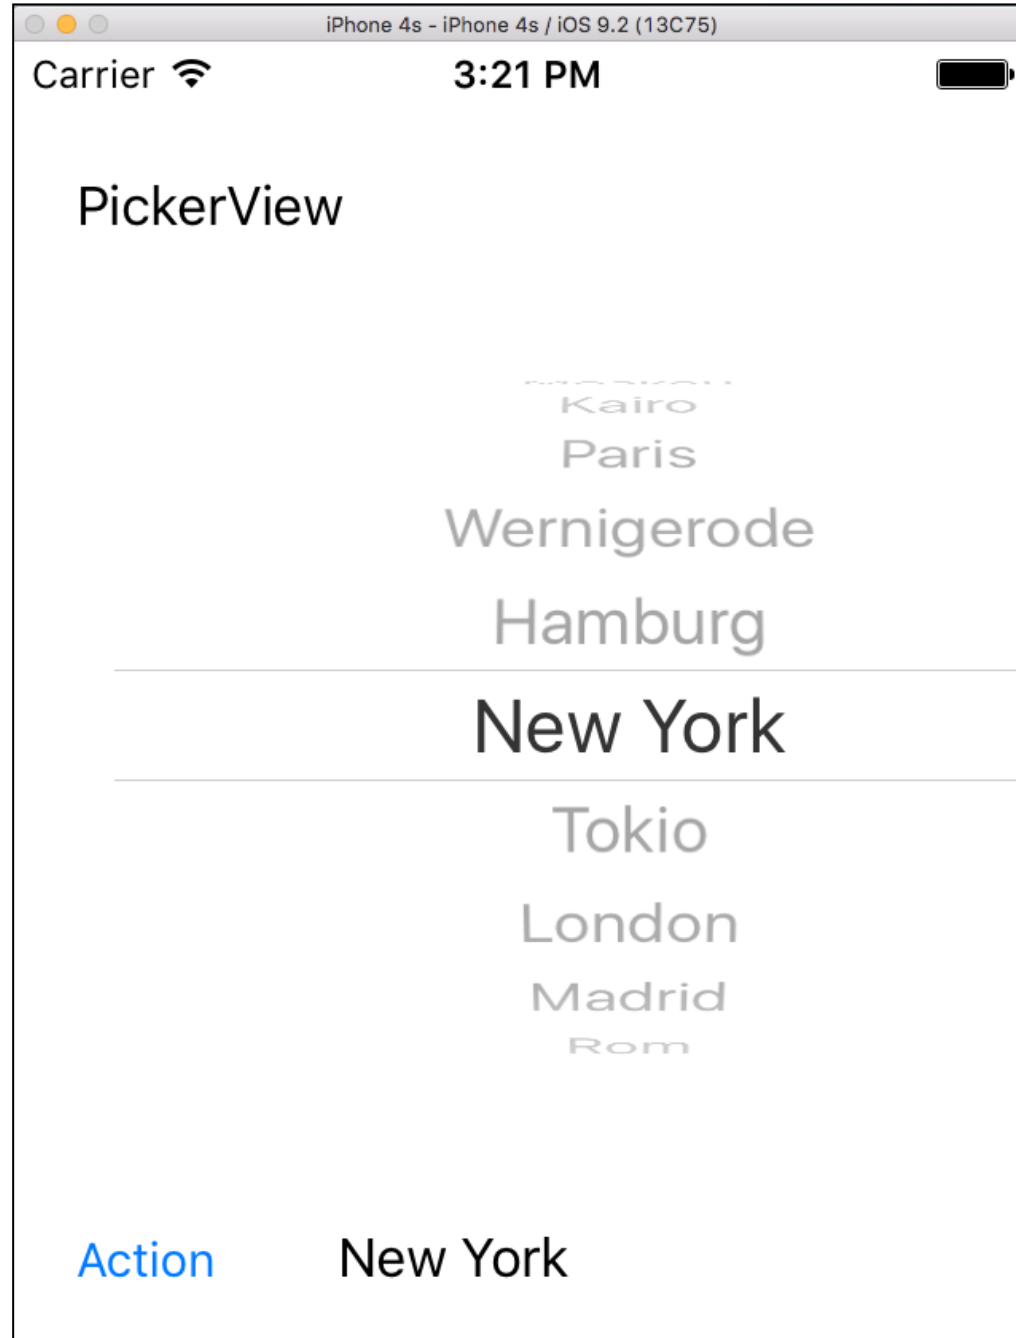 iPhone 4s - iPhone 4s / iOS 9.2 (13C75)
Carrier 3:21 PM
PickerView
Kairo
Paris
Wernigerode
Hamburg
New York
Tokio
London
Madrid
Rom
Action New York